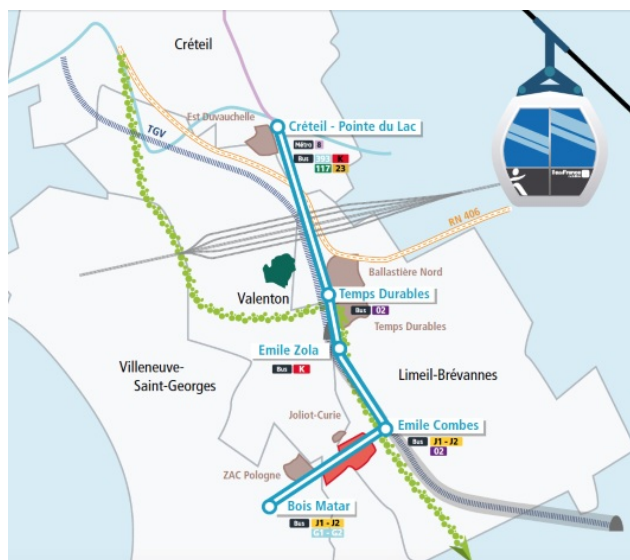 Créteil
Est Duvauchelle
Créteil - Pointe du Lac
Métro 8
TGV
Bus 393 K
117 23
îledeFrance
RN 406
Ballastière Nord
Valenton
Temps Durables
Bus O2
Temps Durables
Emile Zola
Bus K
Villeneuve-
Saint-Georges
Limeil-Brévannes
Joliot-Curie
Emile Combes
Bus J1 - J2
O2
ZAC Pologne
Bois Matar
Bus J1 - J2
G1 - G2